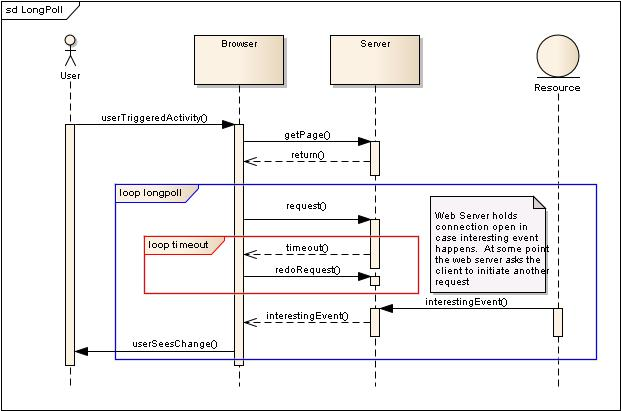 sd LongPoll
User
Browser
Server
Resource
userTriggeredActivity()
getPage()
return()
loop longpoll
request()
Web Server holds
connection open in
case interesting event
happens.  At some point
the web server asks the
client to initiate another
request
loop timeout
timeout()
redoRequest()
interestingEvent()
interestingEvent()
userSeesChange()